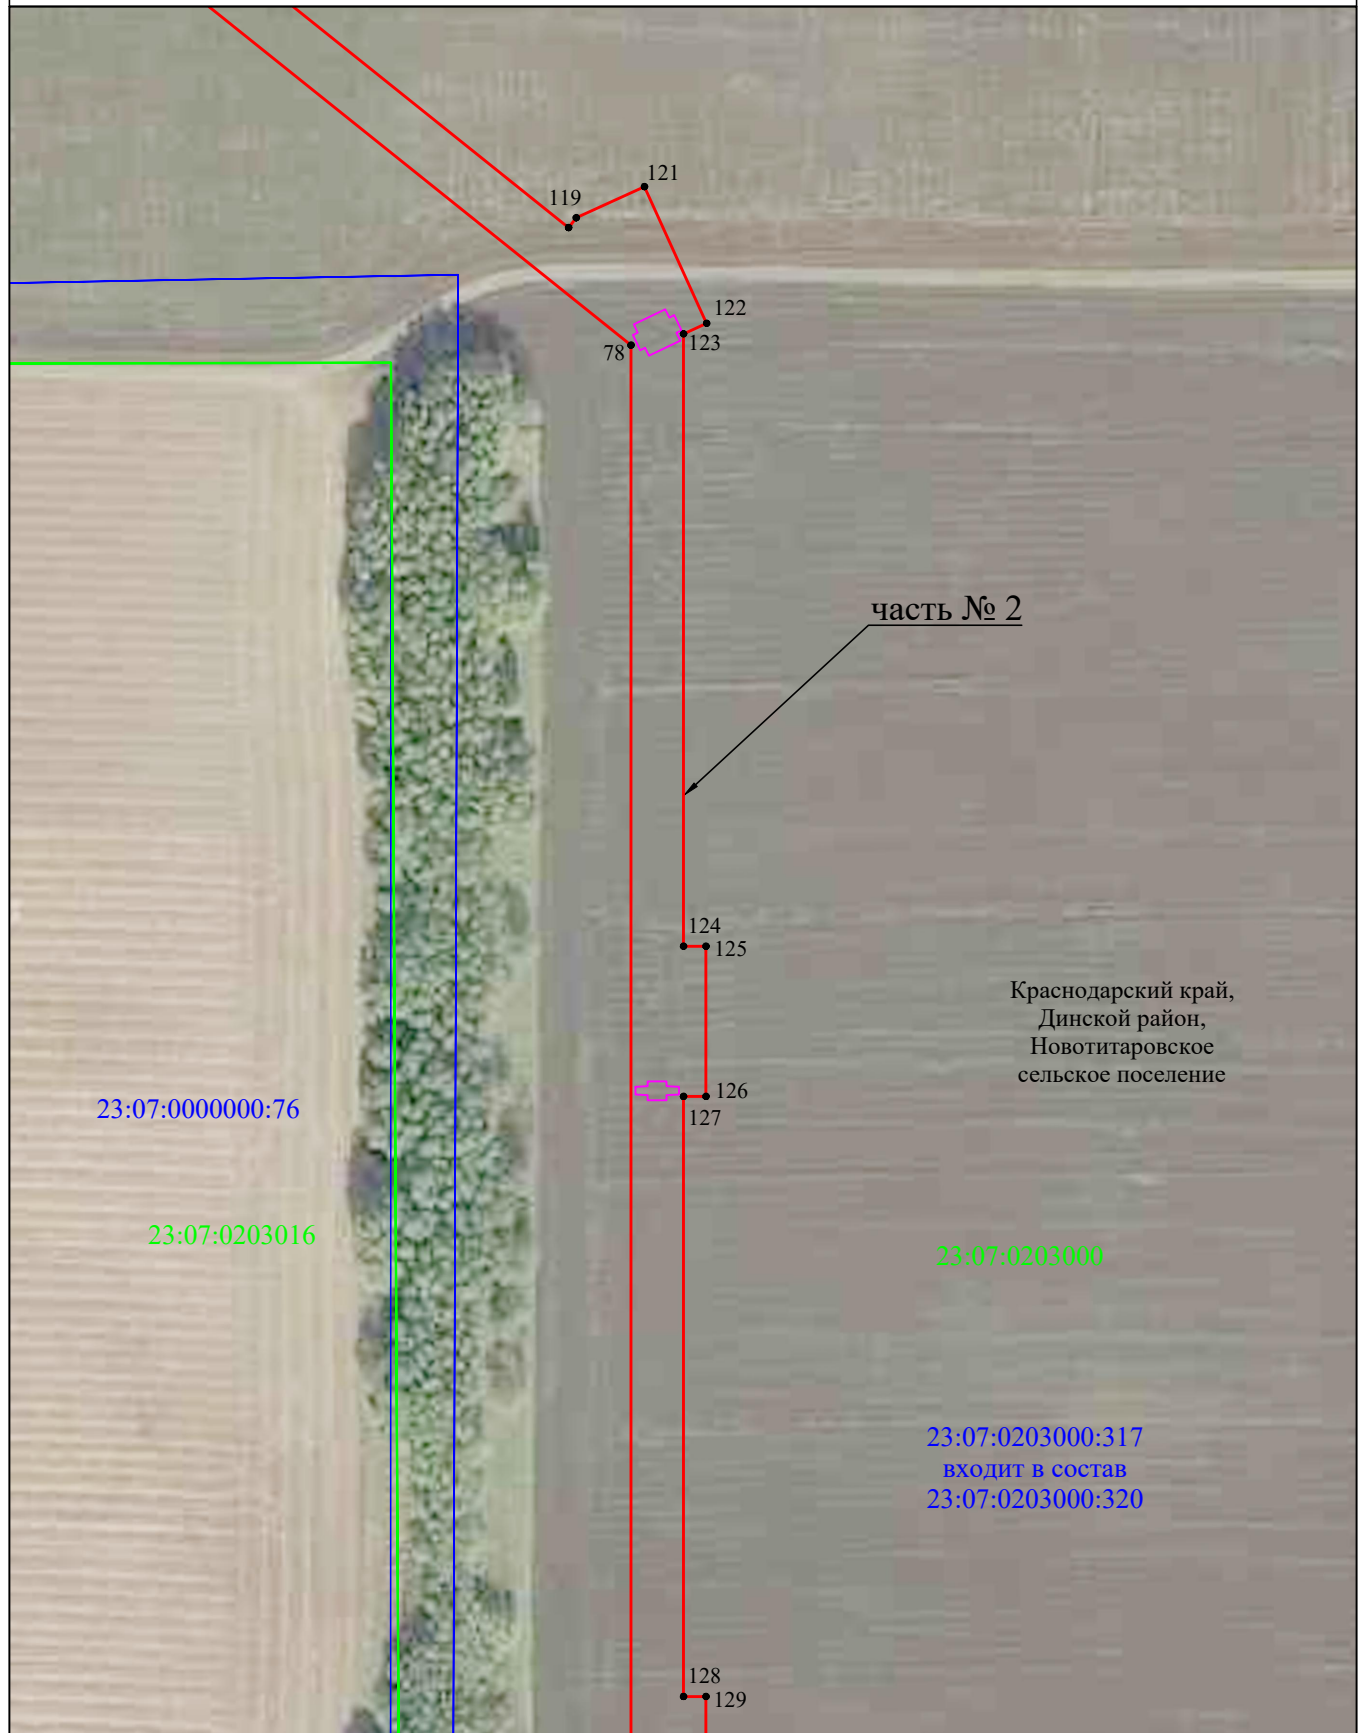 121
119
122
123
78
часть № 2
124
125
Краснодарский край,
Динской район,
Новотитаровское
сельское поселение
126
127
23:07:0000000:76
23:07:0203016
23:07:0203000
23:07:0203000:317
входит в состав
23:07:0203000:320
128
129